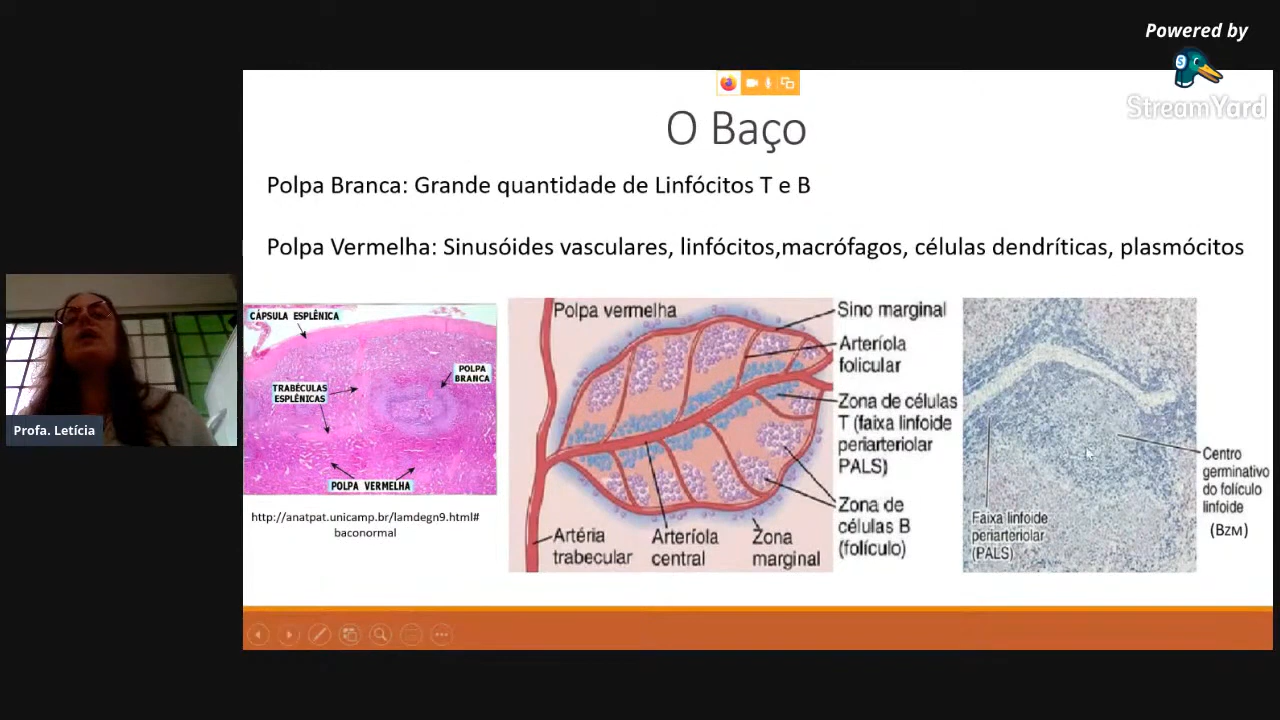 Powered by
StreamYard
O Baço
Polpa Branca: Grande quantidade de Linfócitos T e B
Polpa Vermelha: Sinusóides vasculares, linfócitos,macrófagos, células dendríticas, plasmócitos
Profa. Letícia
CÁPSULA ESPLÊNICA
POLPA
BRANCA
TRABÉCULAS
ESPLÊNICAS
POLPA VERMELHA
http://anatpat.unicamp.br/lamdegn9.html#
baconormal
Polpa vermelha
Sino marginal
Arteríola
folicular
Zona de células
T (faixa linfoide
periarteriolar
PALS)
Zona de
células B
(folículo)
Artéria
trabecular
Arteríola
central
Zona
marginal
Faixa linfoide
periarteriolar
(PALS)
Centro
germinativo
do folículo
linfoide
(BZM)